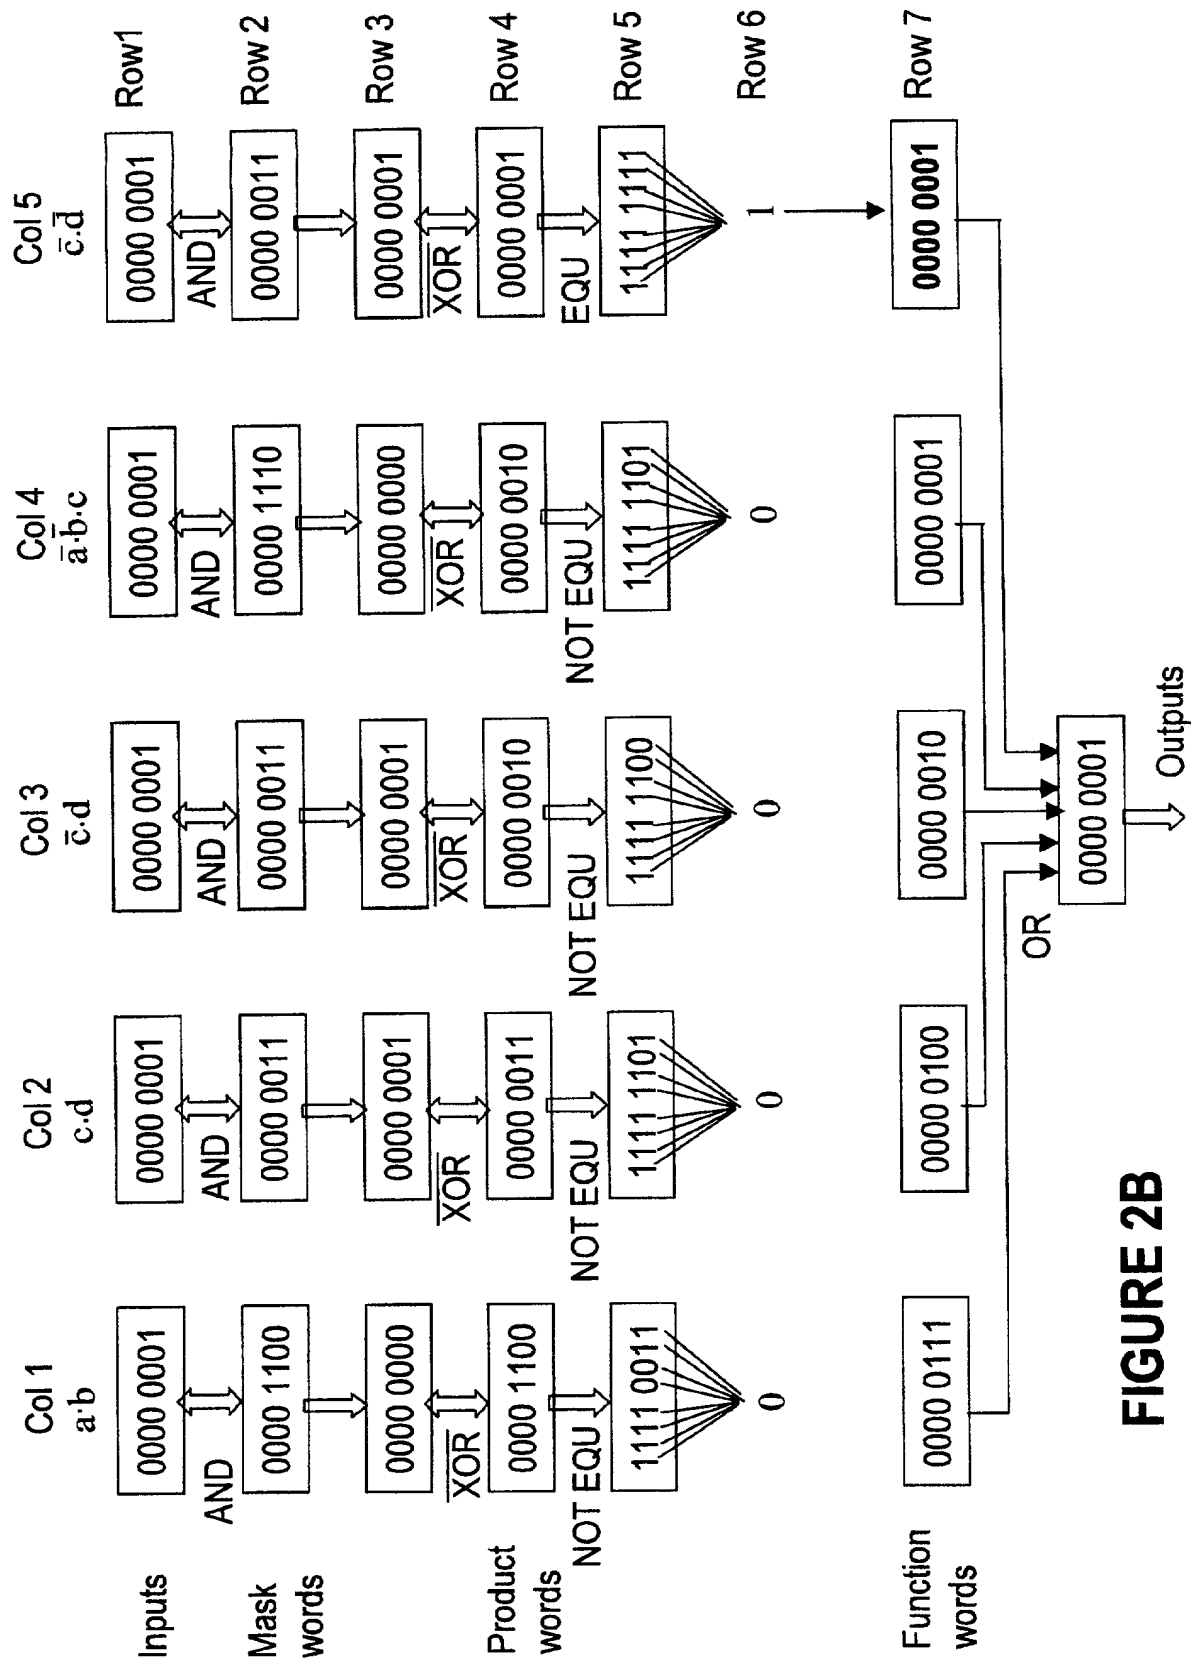 Col 1 Col 2 Col 3 Col 4 Col 5
a·b c·d c̅·d a̅·b̅·c c̅·d̅
Inputs 0000 0001 0000 0001 0000 0001 0000 0001 0000 0001 Row1
AND AND AND AND AND
Mask words 0000 1100 0000 0011 0000 0011 0000 1110 0000 0011 Row 2
0000 0000 0000 0001 0000 0001 0000 0000 0000 0001 Row 3
X̅O̅R̅ X̅O̅R̅ X̅O̅R̅ X̅O̅R̅ X̅O̅R̅
Product words 0000 1100 0000 0011 0000 0010 0000 0010 0000 0001 Row 4
NOT EQU NOT EQU NOT EQU NOT EQU EQU
1111 0011 1111 1101 1111 1100 1111 1101 1111 1111 Row 5
0 0 0 0 1 Row 6
Function words 0000 0111 0000 0100 0000 0010 0000 0001 0000 0001 Row 7
OR
0000 0001
Outputs
FIGURE 2B